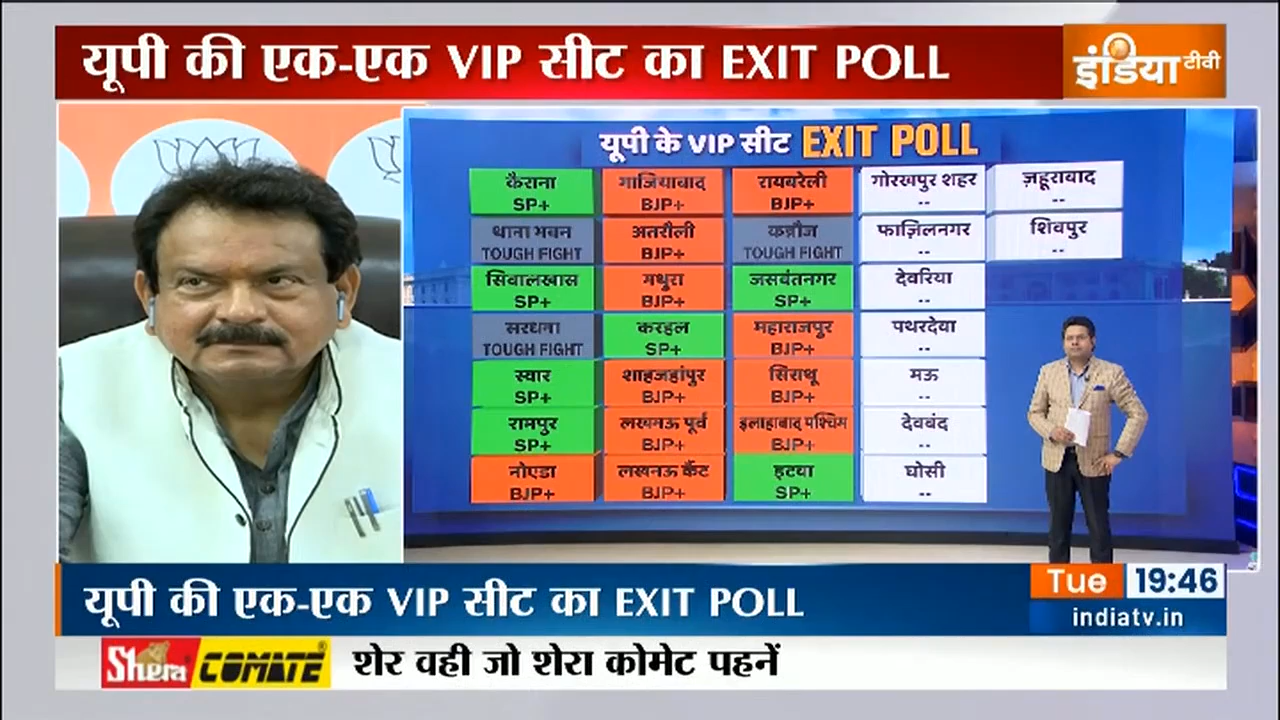 यूपी की एक-एक VIP सीट का EXIT POLL
इंडिया टीवी
यूपी के VIP सीट EXIT POLL
कैराना
SP+
गाजियाबाद
BJP+
रायबरेली
BJP+
गोरखपुर शहर
--
ज़हूराबाद
--
थाना भवन
TOUGH FIGHT
अतरौली
BJP+
कन्नौज
TOUGH FIGHT
फाज़िलनगर
--
शिवपुर
--
सिवालखास
SP+
मथुरा
BJP+
जसवंतनगर
SP+
देवरिया
--
सरधना
TOUGH FIGHT
करहल
SP+
महाराजपुर
BJP+
पथरदेवा
--
स्वार
SP+
शाहजहांपुर
BJP+
सिराथू
BJP+
मऊ
--
रामपुर
SP+
लखनऊ पूर्व
BJP+
इलाहाबाद पश्चिम
BJP+
देवबंद
--
नोएडा
BJP+
लखनऊ कैंट
BJP+
इटवा
SP+
घोसी
--
यूपी की एक-एक VIP सीट का EXIT POLL
Tue 19:46
indiatv.in
Shera COMATE शेर वही जो शेरा कोमेट पहनें